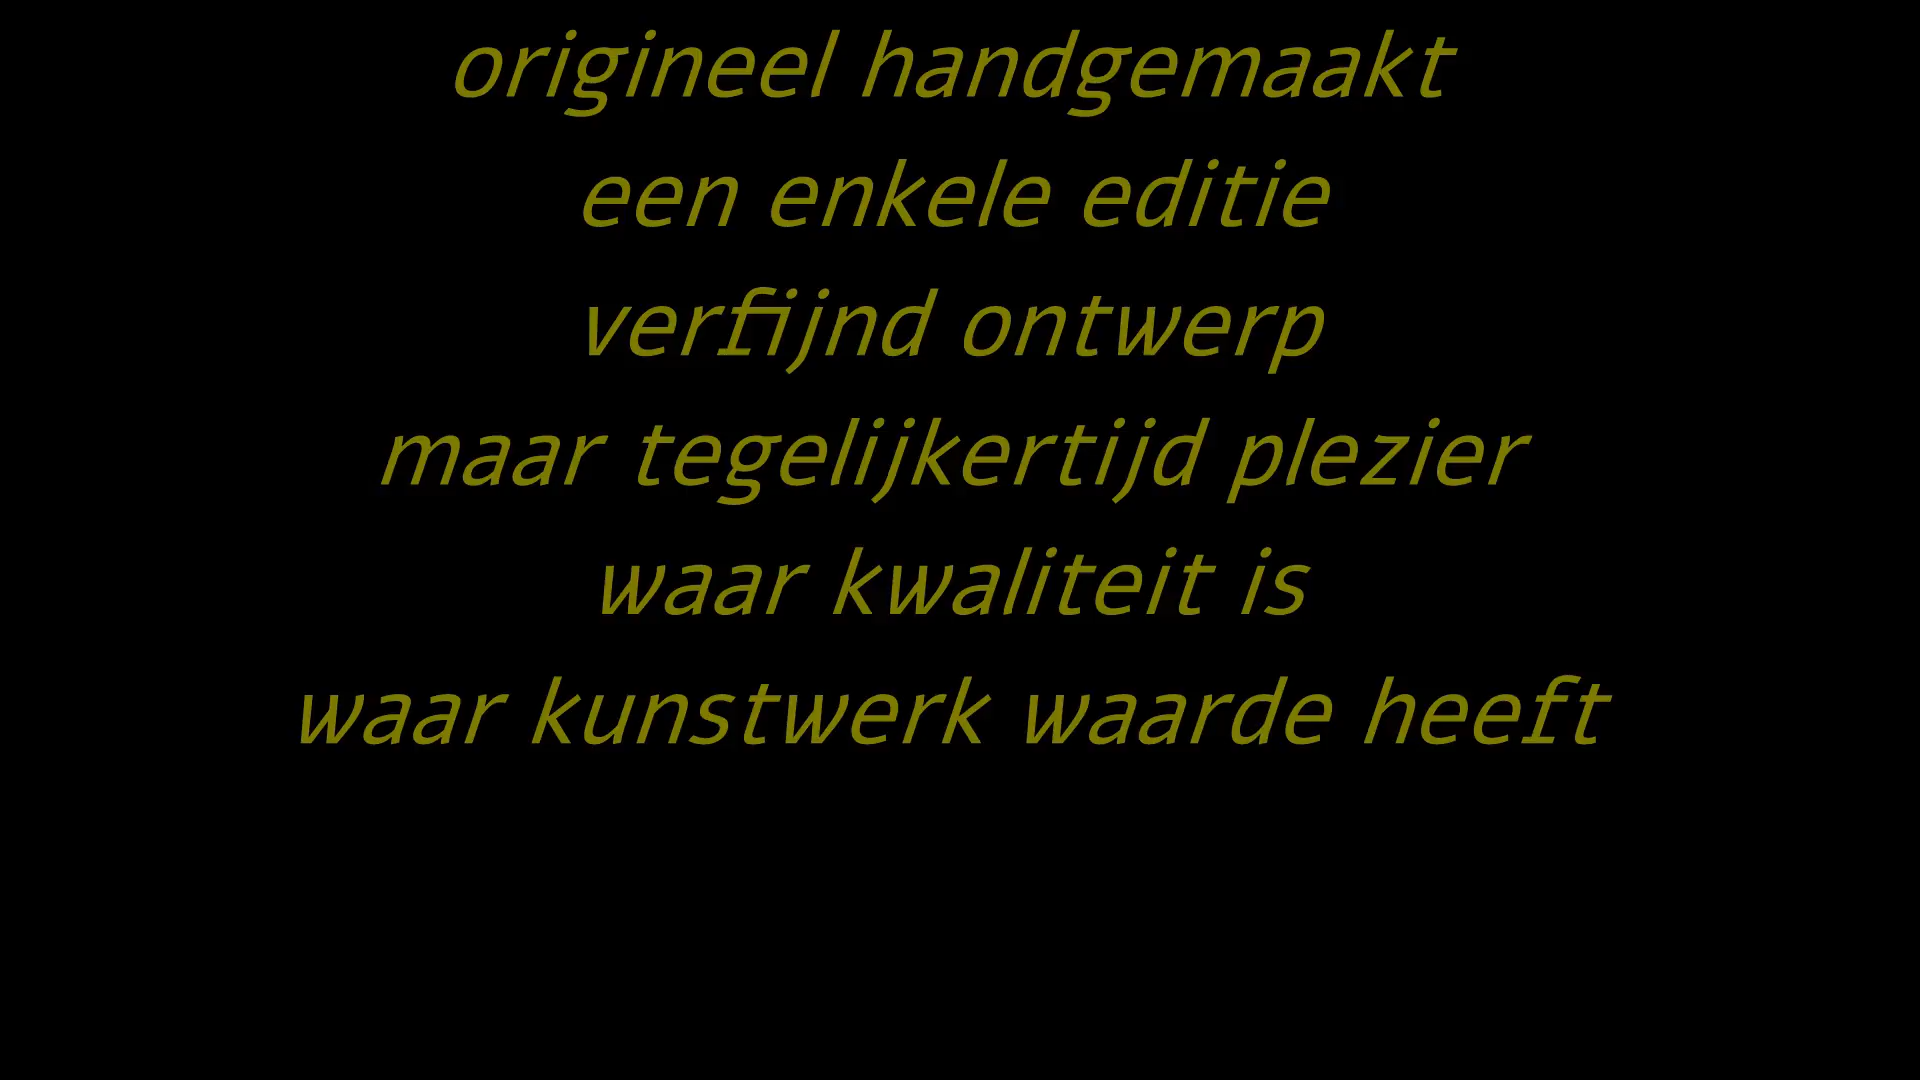 origineel handgemaakt
een enkele editie
verfijnd ontwerp
maar tegelijkertijd plezier
waar kwaliteit is
waar kunstwerk waarde heeft